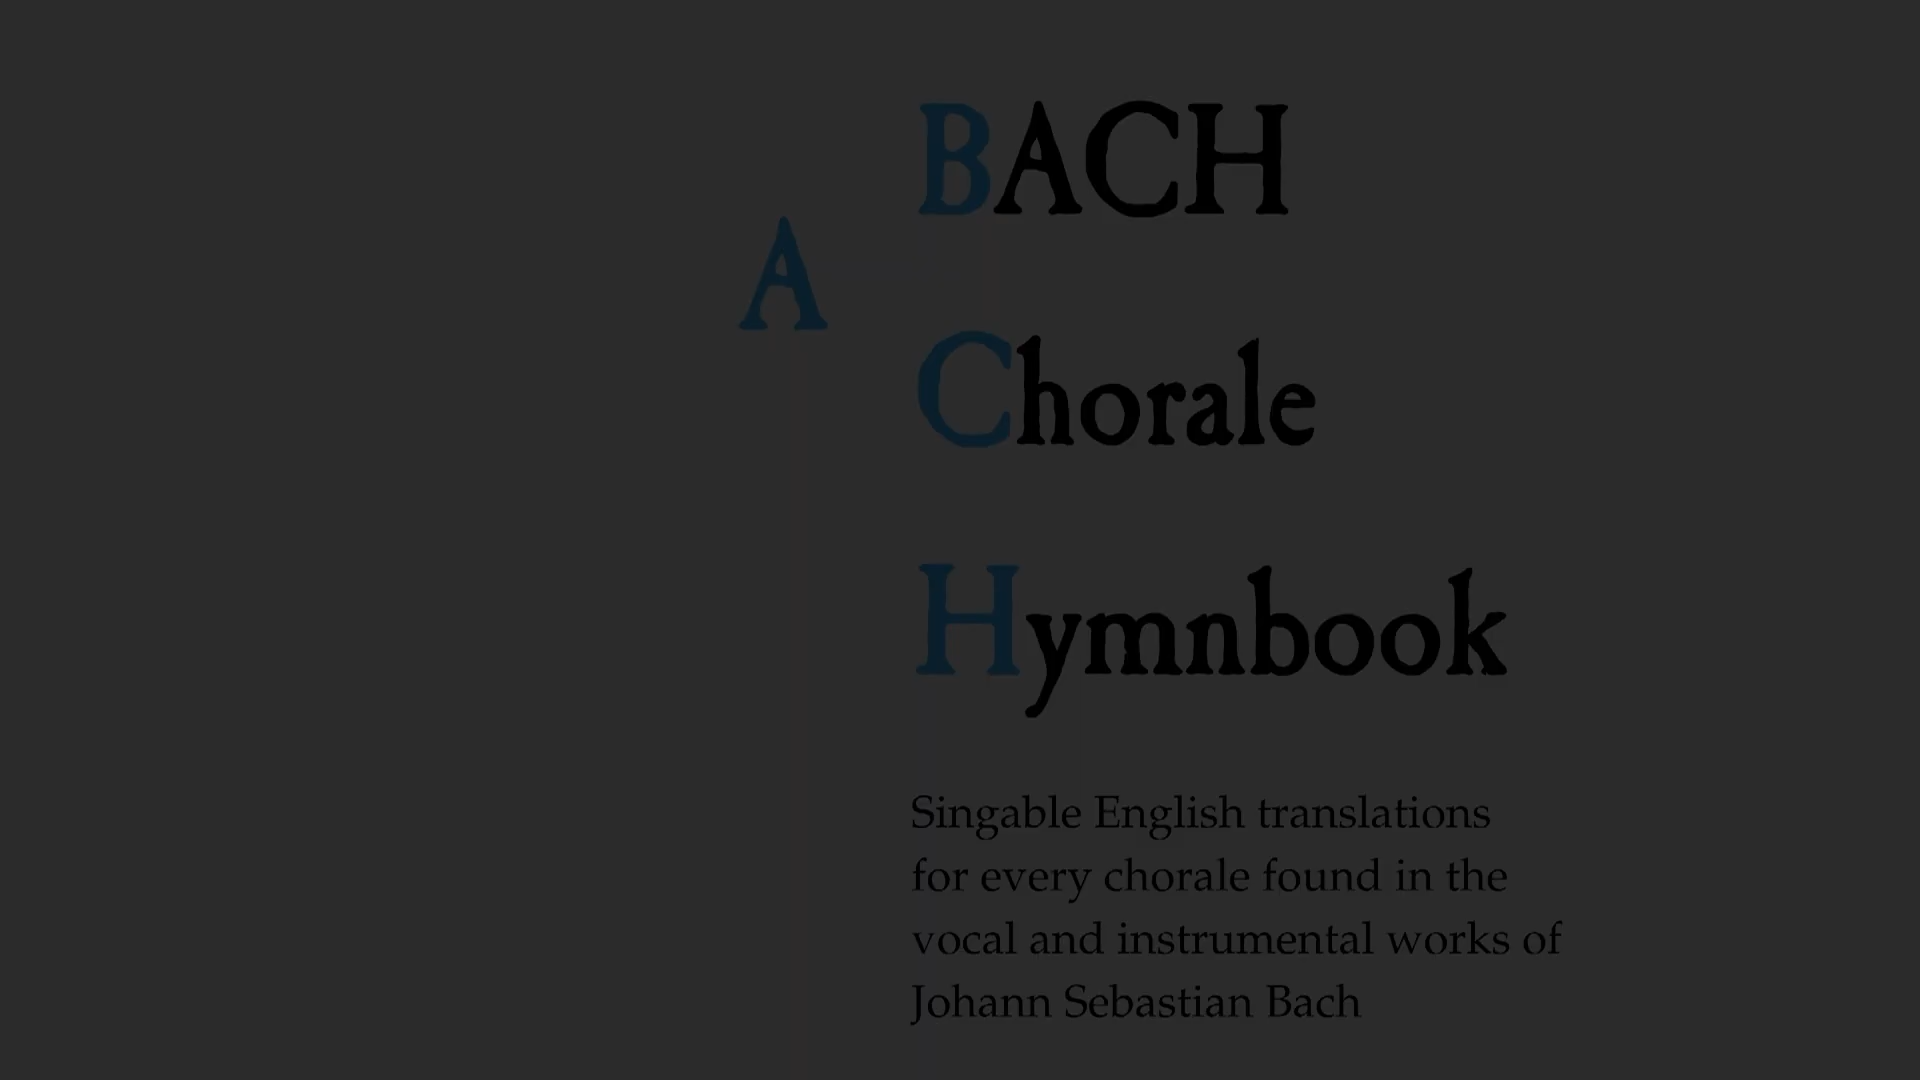 BACH
A
Chorale
Hymnbook
Singable English translations
for every chorale found in the
vocal and instrumental works of
Johann Sebastian Bach